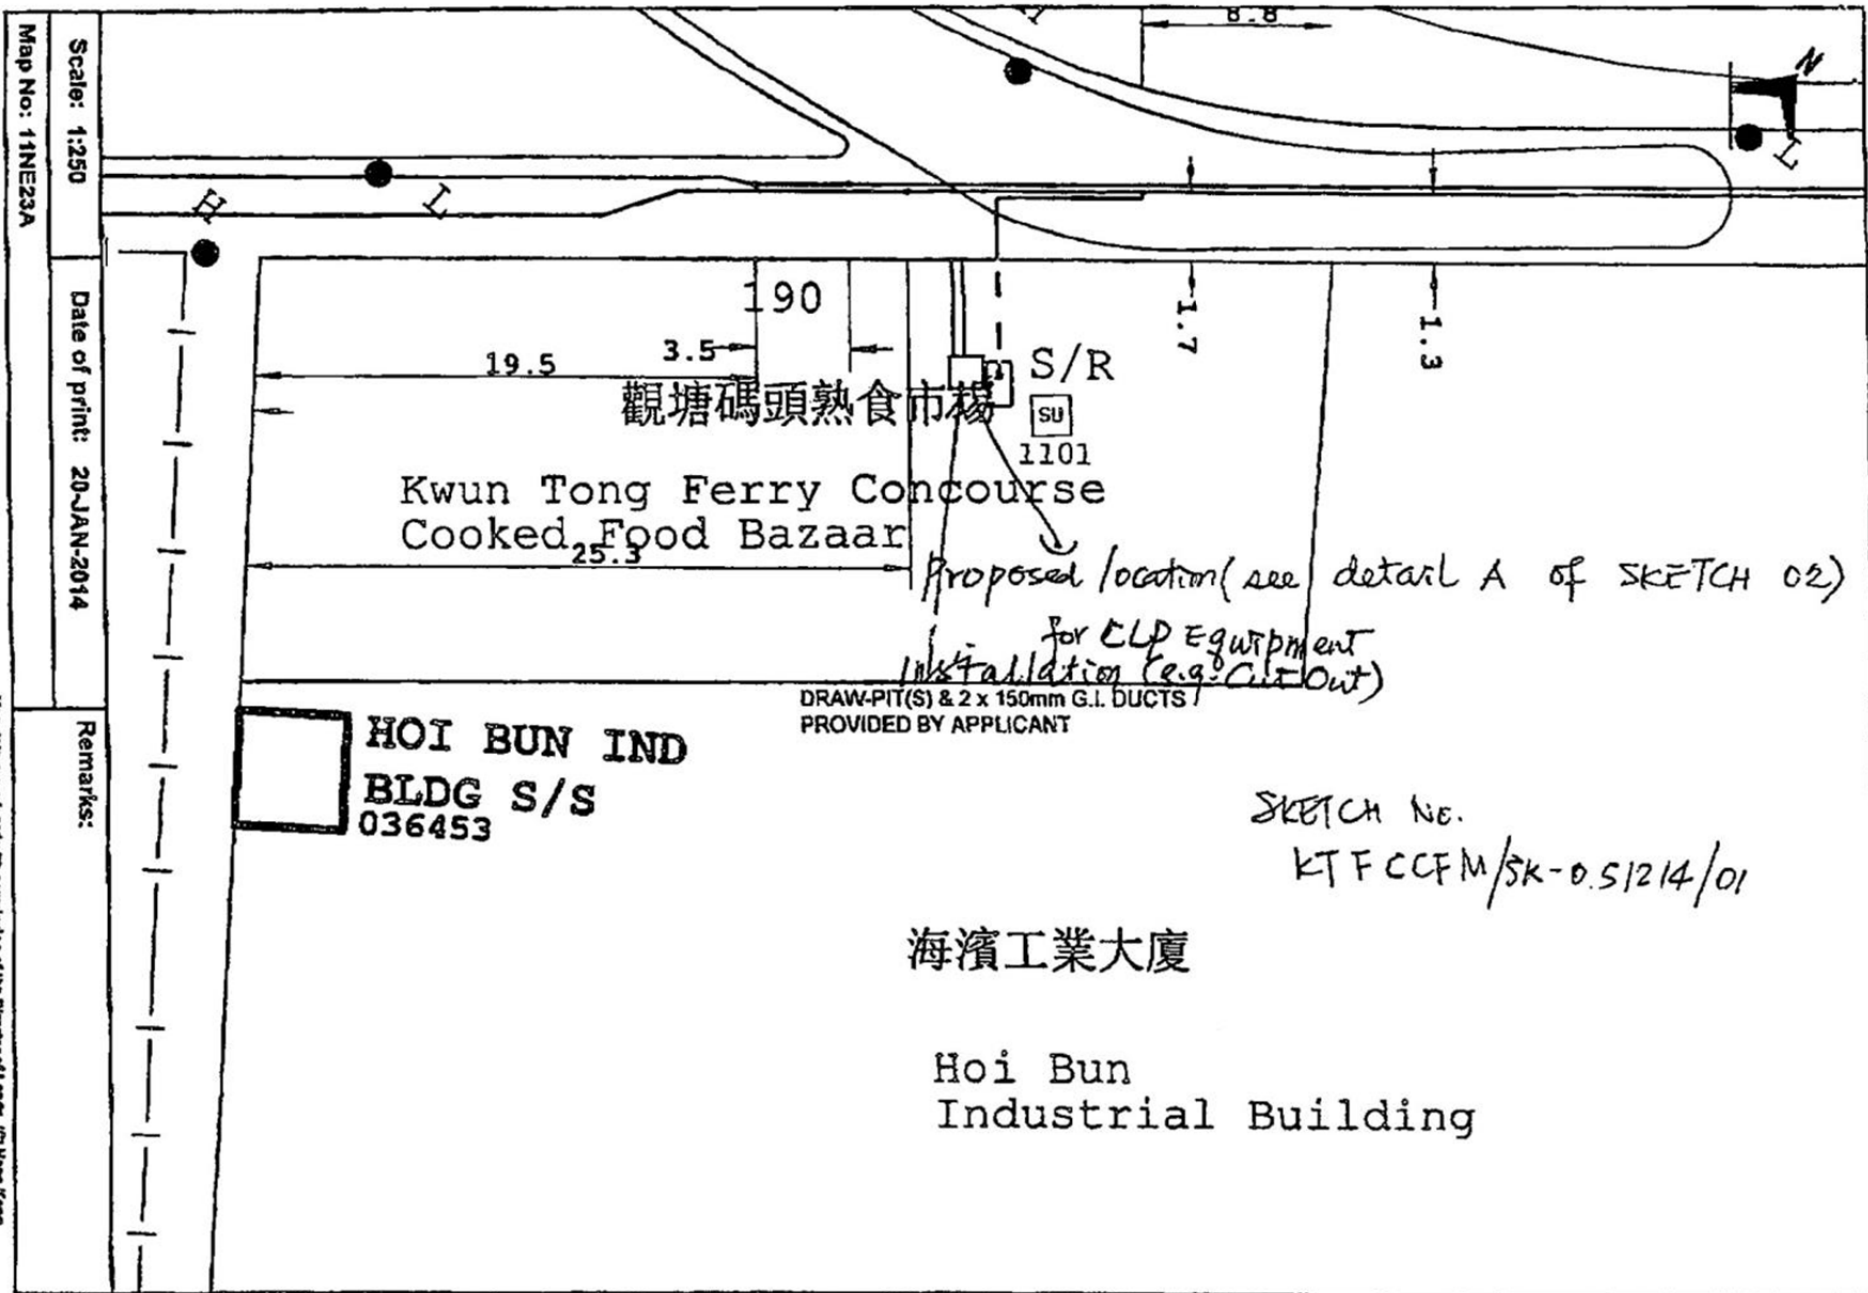 Scale: 1:250
Map No: 11NE23A
Date of print: 20-JAN-2014
Remarks:
8.8
N
L
H
L
190
19.5
3.5
1.7
1.3
S/R
SU
1101
觀塘碼頭熟食市場
Kwun Tong Ferry Concourse
Cooked Food Bazaar
25.3
Proposed location (see detail A of SKETCH 02)
for CLP Equipment
Installation (e.g. Cut Out)
DRAW-PIT(S) & 2 x 150mm G.I. DUCTS
PROVIDED BY APPLICANT
HOI BUN IND
BLDG S/S
036453
SKETCH No.
KTFCCFM/SK-051214/01
海濱工業大廈
Hoi Bun
Industrial Building